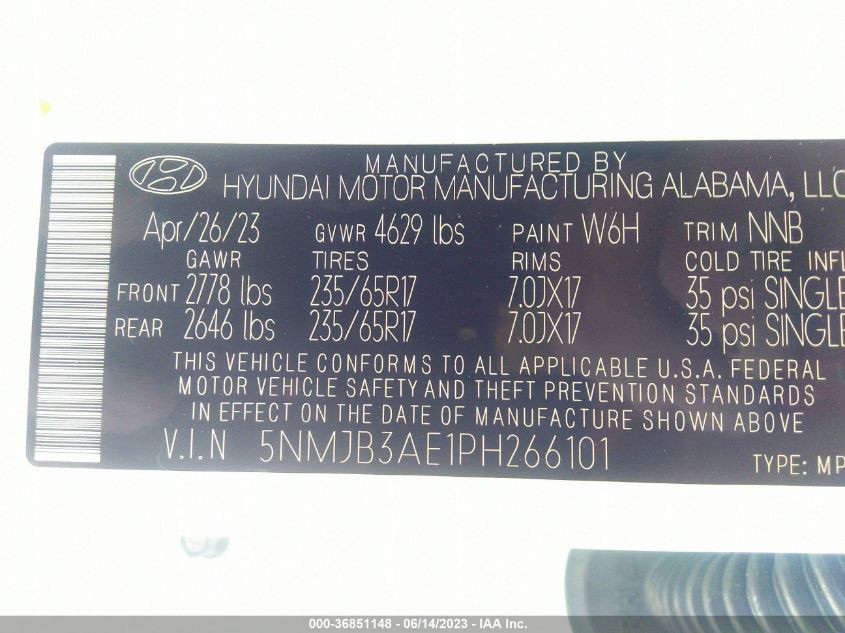 MANUFACTURED BY
HYUNDAI MOTOR MANUFACTURING ALABAMA, LLC
Apr/26/23 GVWR 4629 lbs PAINT W6H TRIM NNB
GAWR TIRES RIMS COLD TIRE INFL
FRONT 2778 lbs 235/65R17 7.0JX17 35 psi SINGLE
REAR 2646 lbs 235/65R17 7.0JX17 35 psi SINGLE
THIS VEHICLE CONFORMS TO ALL APPLICABLE U.S.A. FEDERAL
MOTOR VEHICLE SAFETY AND THEFT PREVENTION STANDARDS
IN EFFECT ON THE DATE OF MANUFACTURE SHOWN ABOVE
V.I.N 5NMJB3AE1PH266101
TYPE: MP
000-36851148 - 06/14/2023 - IAA Inc.